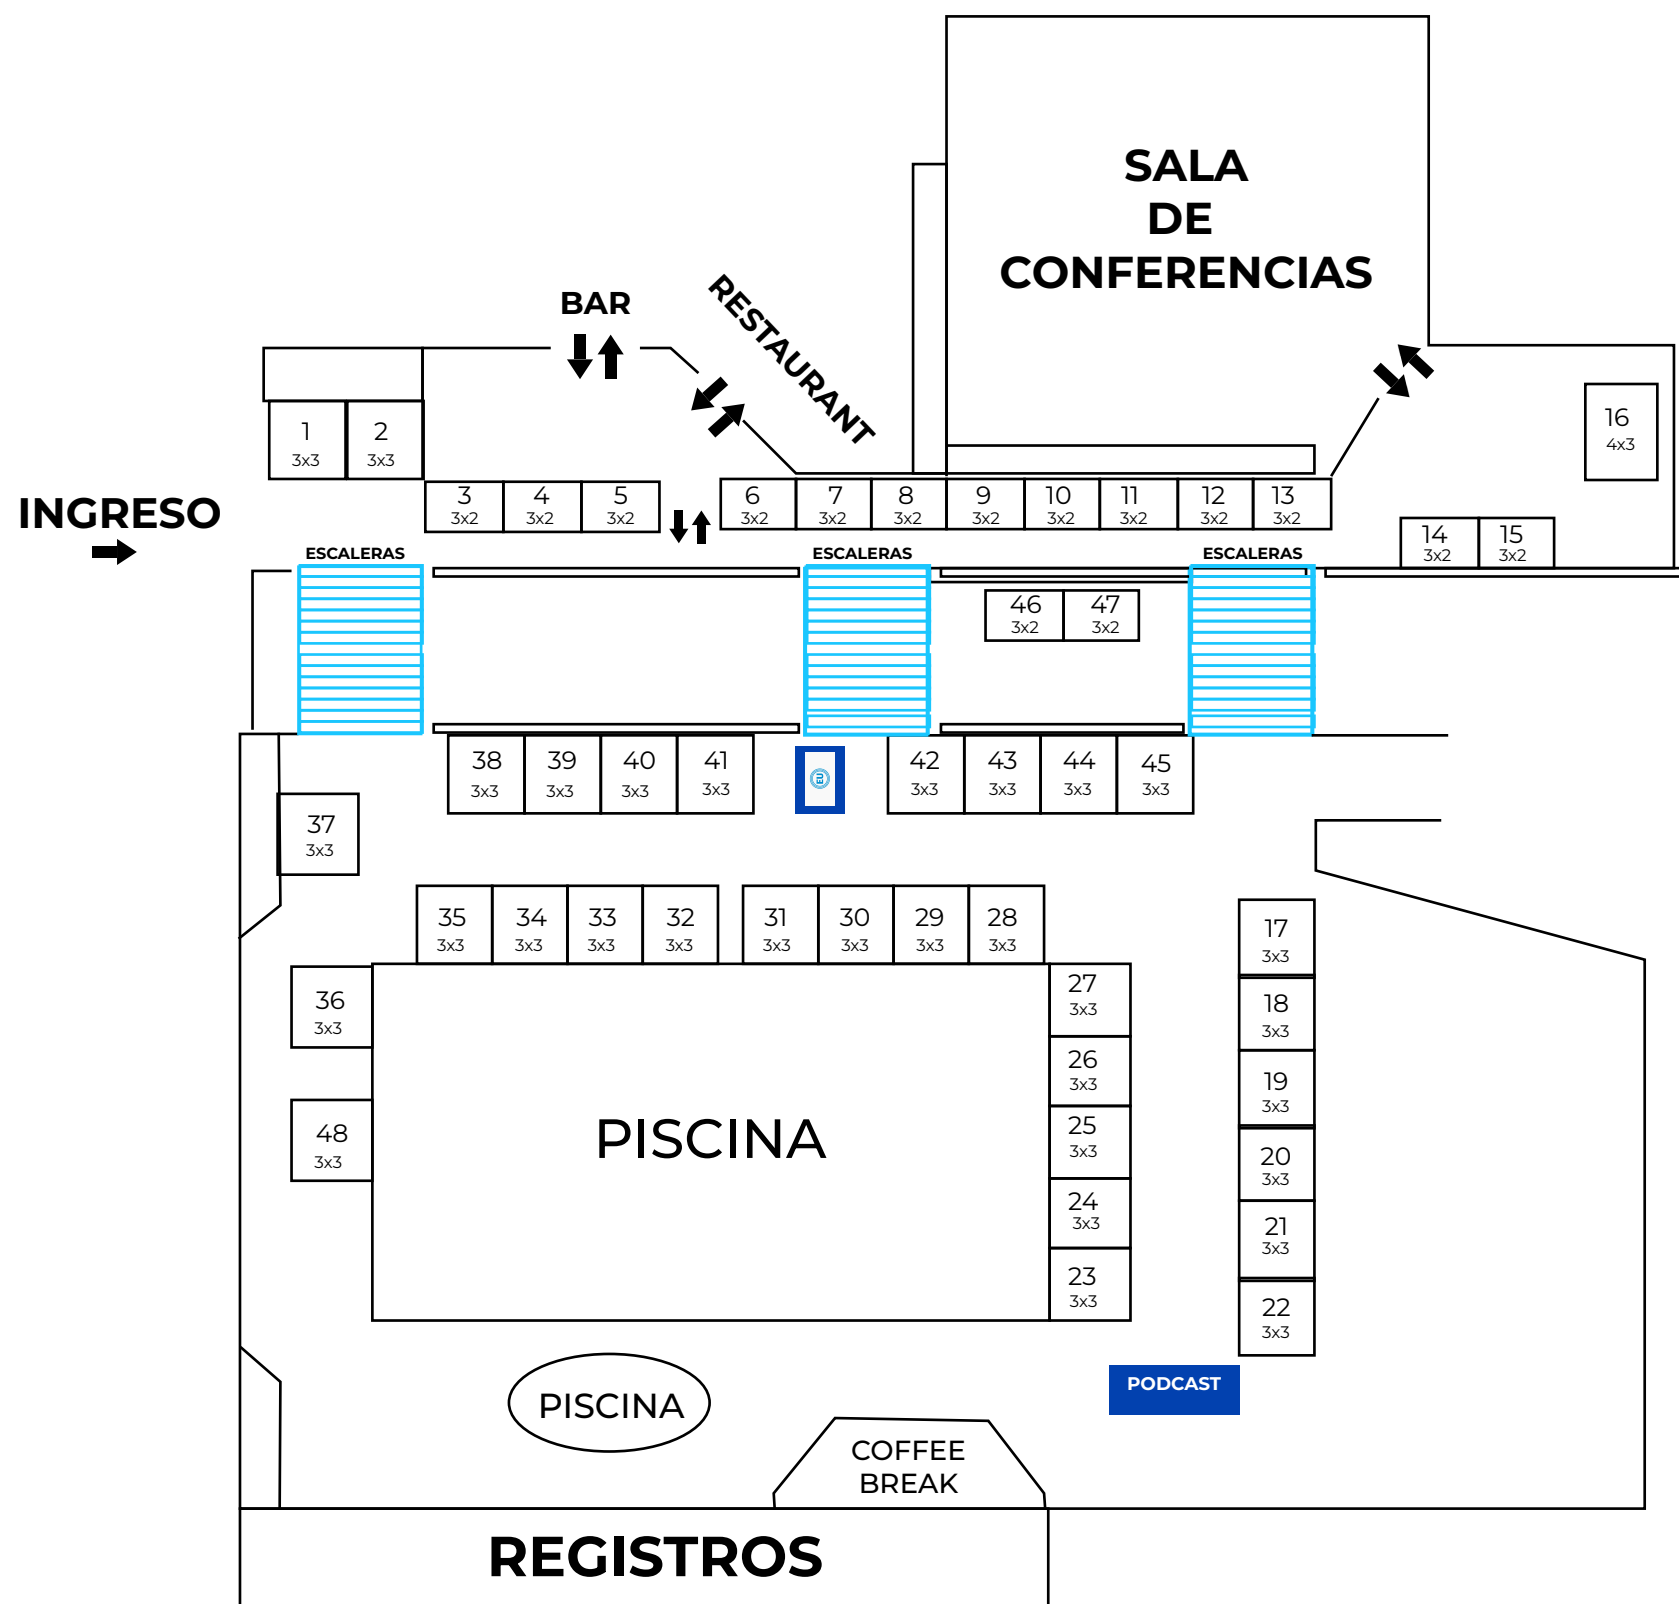 SALA
DE
CONFERENCIAS
BAR
RESTAURANT
1
3x3
2
3x3
16
4x3
INGRESO
3
3x2
4
3x2
5
3x2
6
3x2
7
3x2
8
3x2
9
3x2
10
3x2
11
3x2
12
3x2
13
3x2
14
3x2
15
3x2
ESCALERAS
ESCALERAS
ESCALERAS
46
3x2
47
3x2
38
3x3
39
3x3
40
3x3
41
3x3
EU
42
3x3
43
3x3
44
3x3
45
3x3
37
3x3
35
3x3
34
3x3
33
3x3
32
3x3
31
3x3
30
3x3
29
3x3
28
3x3
17
3x3
36
3x3
27
3x3
18
3x3
26
3x3
19
3x3
48
3x3
PISCINA
25
3x3
20
3x3
24
3x3
21
3x3
23
3x3
22
3x3
PODCAST
PISCINA
COFFEE
BREAK
REGISTROS